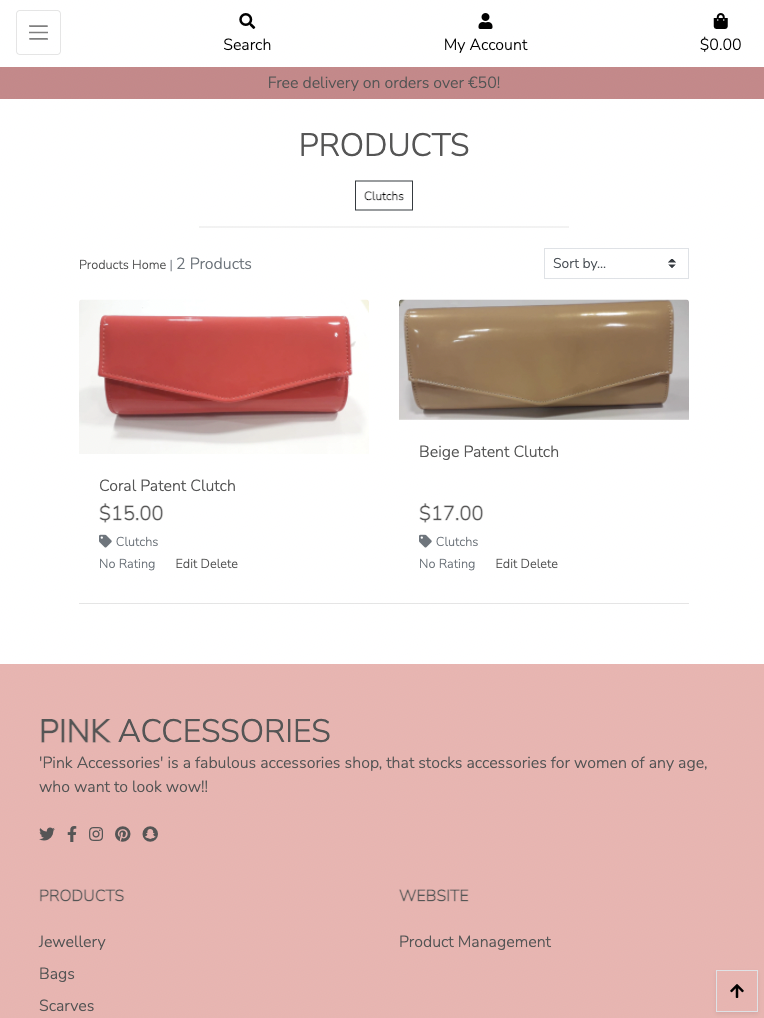 Search
My Account
$0.00
Free delivery on orders over €50!
PRODUCTS
Clutchs
Products Home | 2 Products
Sort by...
Coral Patent Clutch
$15.00
Clutchs
No Rating Edit Delete
Beige Patent Clutch
$17.00
Clutchs
No Rating Edit Delete
PINK ACCESSORIES
'Pink Accessories' is a fabulous accessories shop, that stocks accessories for women of any age,
who want to look wow!!
PRODUCTS
Jewellery
Bags
Scarves
WEBSITE
Product Management